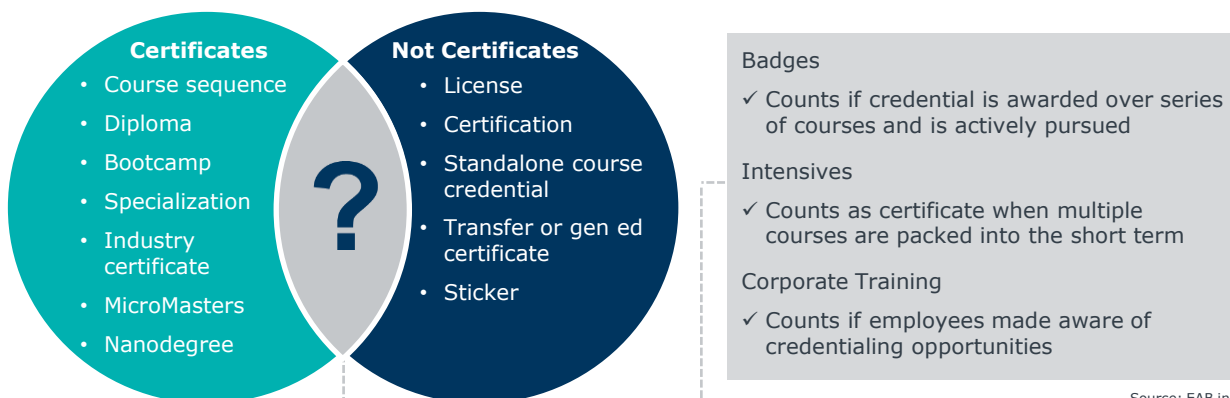 Certificates
• Course sequence
• Diploma
• Bootcamp
• Specialization
• Industry
certificate
• MicroMasters
• Nanodegree
?
Not Certificates
• License
• Certification
• Standalone course
credential
• Transfer or gen ed
certificate
• Sticker
Badges
✓ Counts if credential is awarded over series
of courses and is actively pursued
Intensives
✓ Counts as certificate when multiple
courses are packed into the short term
Corporate Training
✓ Counts if employees made aware of
credentialing opportunities
Source: EAB in